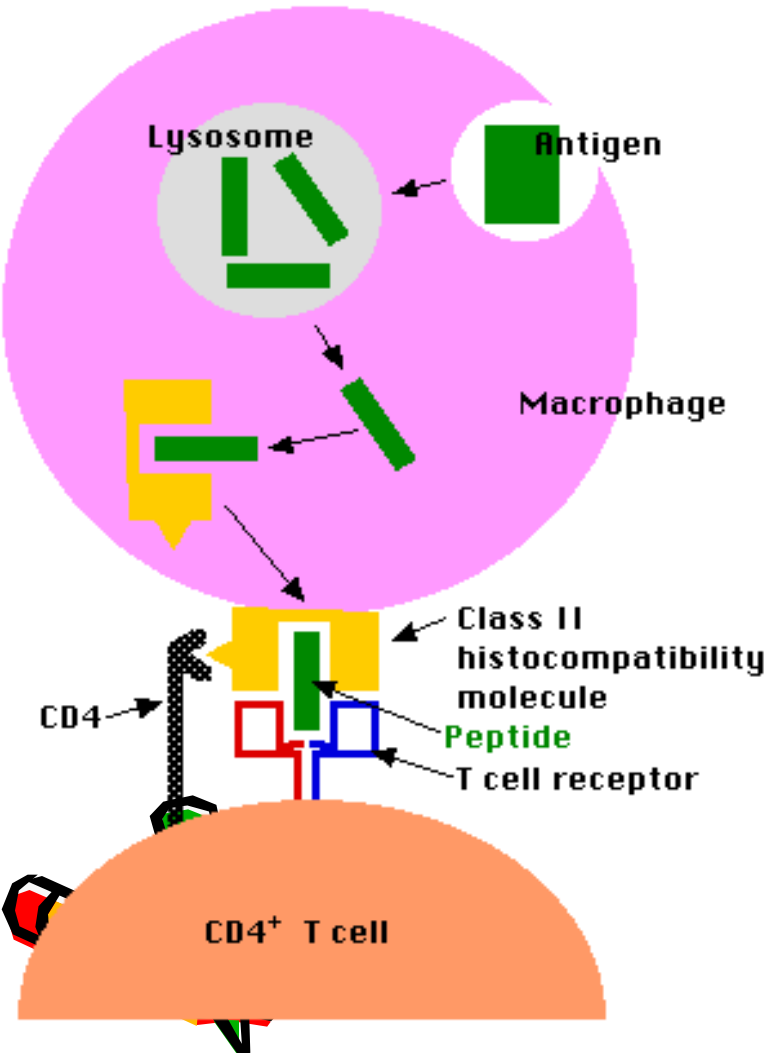 Lysosome
Antigen
Macrophage
Class II
histocompatibility
molecule
CD4
Peptide
T cell receptor
CD4⁺ T cell